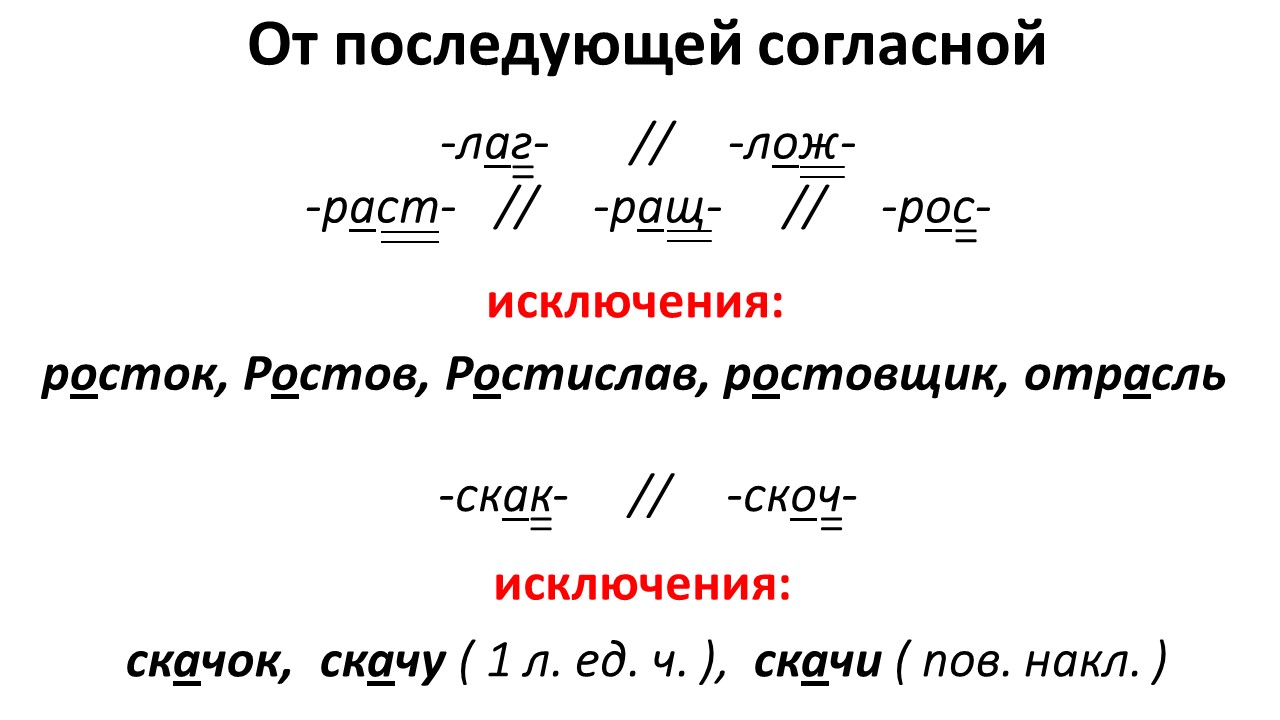 От последующей согласной
-лаг- // -лож-
-раст- // -ращ- // -рос-
исключения:
росток, Ростов, Ростислав, ростовщик, отрасль
-скак- // -скоч-
исключения:
скачок, скачу ( 1 л. ед. ч. ), скачи ( пов. накл. )